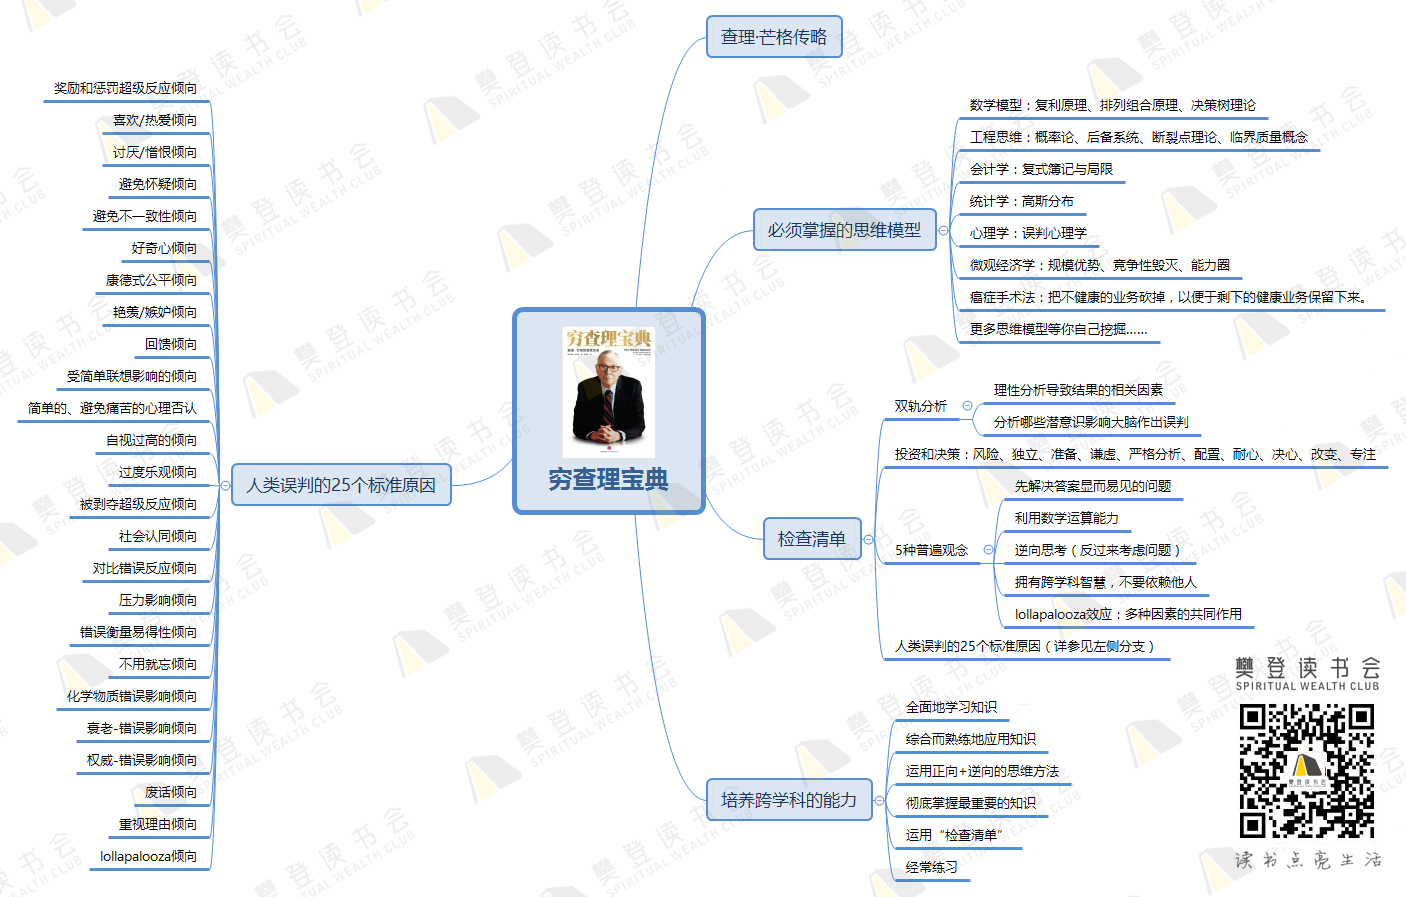 查理·芒格传略
必须掌握的思维模型
数学模型：复利原理、排列组合原理、决策树理论
工程思维：概率论、后备系统、断裂点理论、临界质量概念
会计学：复式簿记与局限
统计学：高斯分布
心理学：误判心理学
微观经济学：规模优势、竞争性毁灭、能力圈
癌症手术法：把不健康的业务砍掉，以便于剩下的健康业务保留下来。
更多思维模型等你自己挖掘……
穷查理宝典
穷查理宝典
检查清单
双轨分析
理性分析导致结果的相关因素
分析哪些潜意识影响大脑作出误判
投资和决策：风险、独立、准备、谦虚、严格分析、配置、耐心、决心、改变、专注
5种普遍观念
先解决答案显而易见的问题
利用数学运算能力
逆向思考（反过来考虑问题）
拥有跨学科智慧，不要依赖他人
lollapalooza效应：多种因素的共同作用
人类误判的25个标准原因（详参见左侧分支）
培养跨学科的能力
全面地学习知识
综合而熟练地应用知识
运用正向+逆向的思维方法
彻底掌握最重要的知识
运用“检查清单”
经常练习
人类误判的25个标准原因
奖励和惩罚超级反应倾向
喜欢/热爱倾向
讨厌/憎恨倾向
避免怀疑倾向
避免不一致性倾向
好奇心倾向
康德式公平倾向
艳羡/嫉妒倾向
回馈倾向
受简单联想影响的倾向
简单的、避免痛苦的心理否认
自视过高的倾向
过度乐观倾向
被剥夺超级反应倾向
社会认同倾向
对比错误反应倾向
压力影响倾向
错误衡量易得性倾向
不用就忘倾向
化学物质错误影响倾向
衰老-错误影响倾向
权威-错误影响倾向
废话倾向
重视理由倾向
lollapalooza倾向
樊登读书会
SPIRITUAL WEALTH CLUB
樊登读书会
读书点亮生活